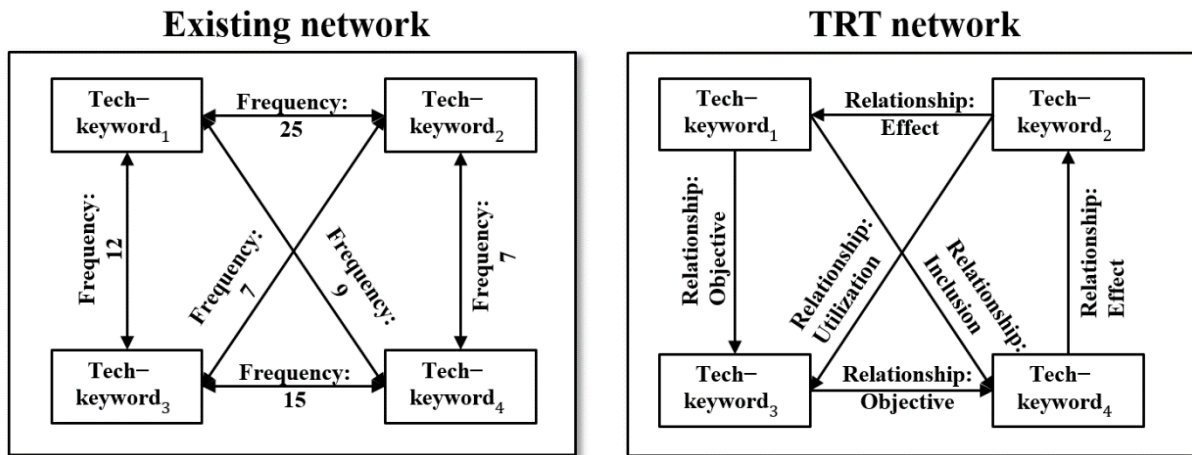 Existing network
Tech−
keyword₁
Frequency:
25
Tech−
keyword₂
Frequency:
12
Frequency:
7
Frequency:
9
Frequency:
7
Tech−
keyword₃
Frequency:
15
Tech−
keyword₄
TRT network
Tech−
keyword₁
Relationship:
Effect
Tech−
keyword₂
Relationship:
Objective
Relationship:
Utilization
Relationship:
Inclusion
Relationship:
Effect
Tech−
keyword₃
Relationship:
Objective
Tech−
keyword₄